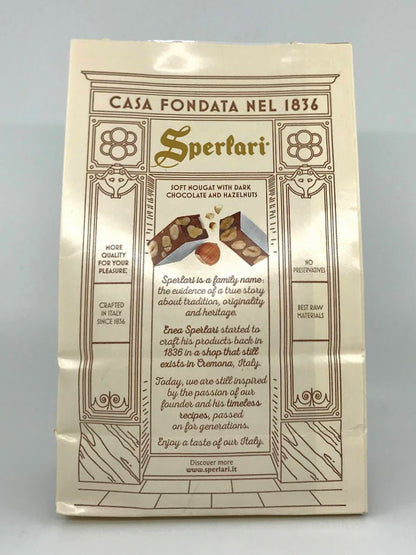 CASA FONDATA NEL 1836
Sperlari
SOFT NOUGAT WITH DARK
CHOCOLATE AND HAZELNUTS
MORE
QUALITY
FOR YOUR
PLEASURE.
CRAFTED
IN ITALY
SINCE 1836
NO
PRESERVATIVES
BEST RAW
MATERIALS
Sperlari is a family name:
the evidence of a true story
about tradition, originality
and heritage.
Enea Sperlari started to
craft his products back in
1836 in a shop that still
exists in Cremona, Italy.
Today, we are still inspired
by the passion of our
founder and his timeless
recipes, passed
on for generations.
Enjoy a taste of our Italy.
Discover more
www.sperlari.it